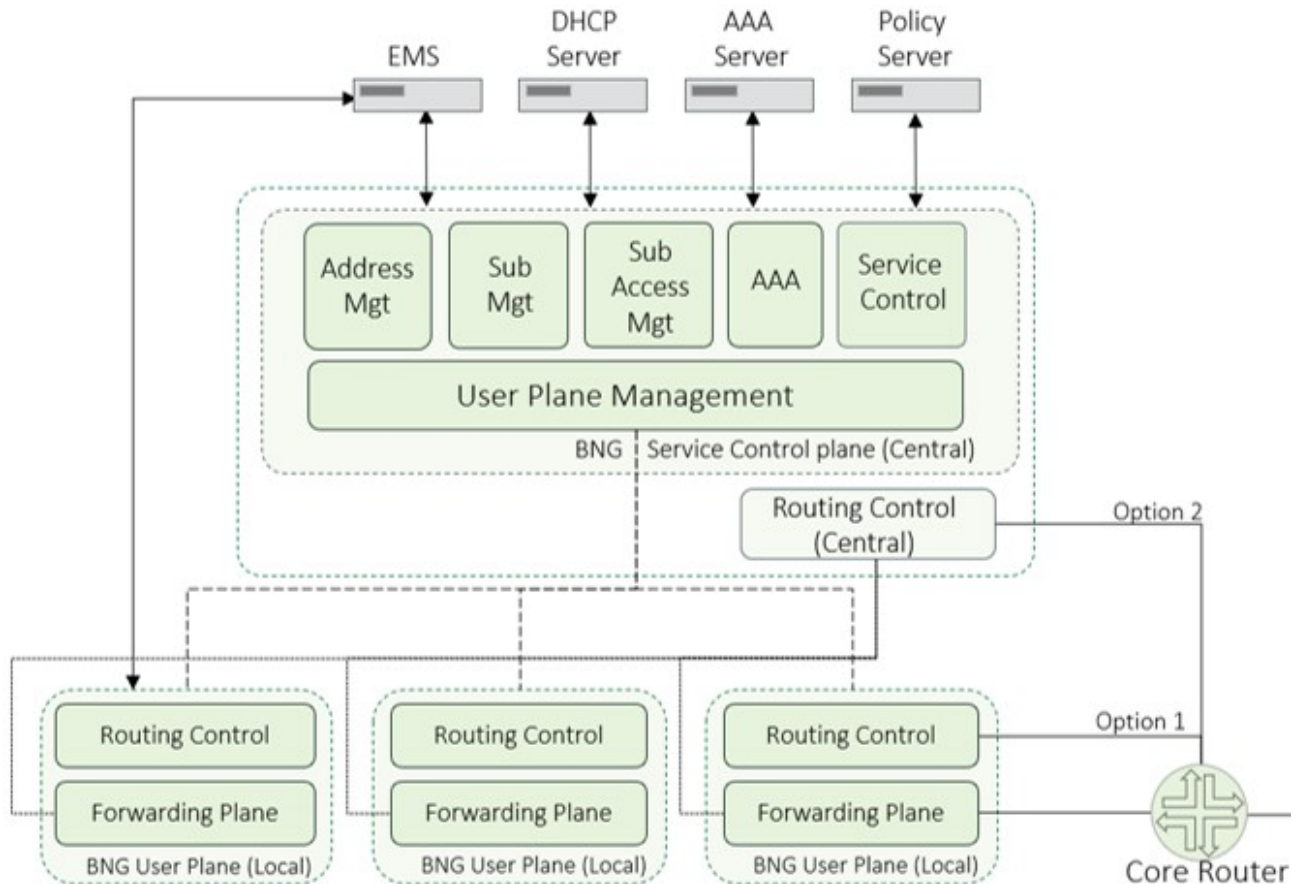 EMS
DHCP
Server
AAA
Server
Policy
Server
Address
Mgt
Sub
Mgt
Sub
Access
Mgt
AAA
Service
Control
User Plane Management
BNG Service Control plane (Central)
Routing Control
(Central)
Option 2
Option 1
Routing Control
Forwarding Plane
BNG User Plane (Local)
Routing Control
Forwarding Plane
BNG User Plane (Local)
Routing Control
Forwarding Plane
BNG User Plane (Local)
Core Router